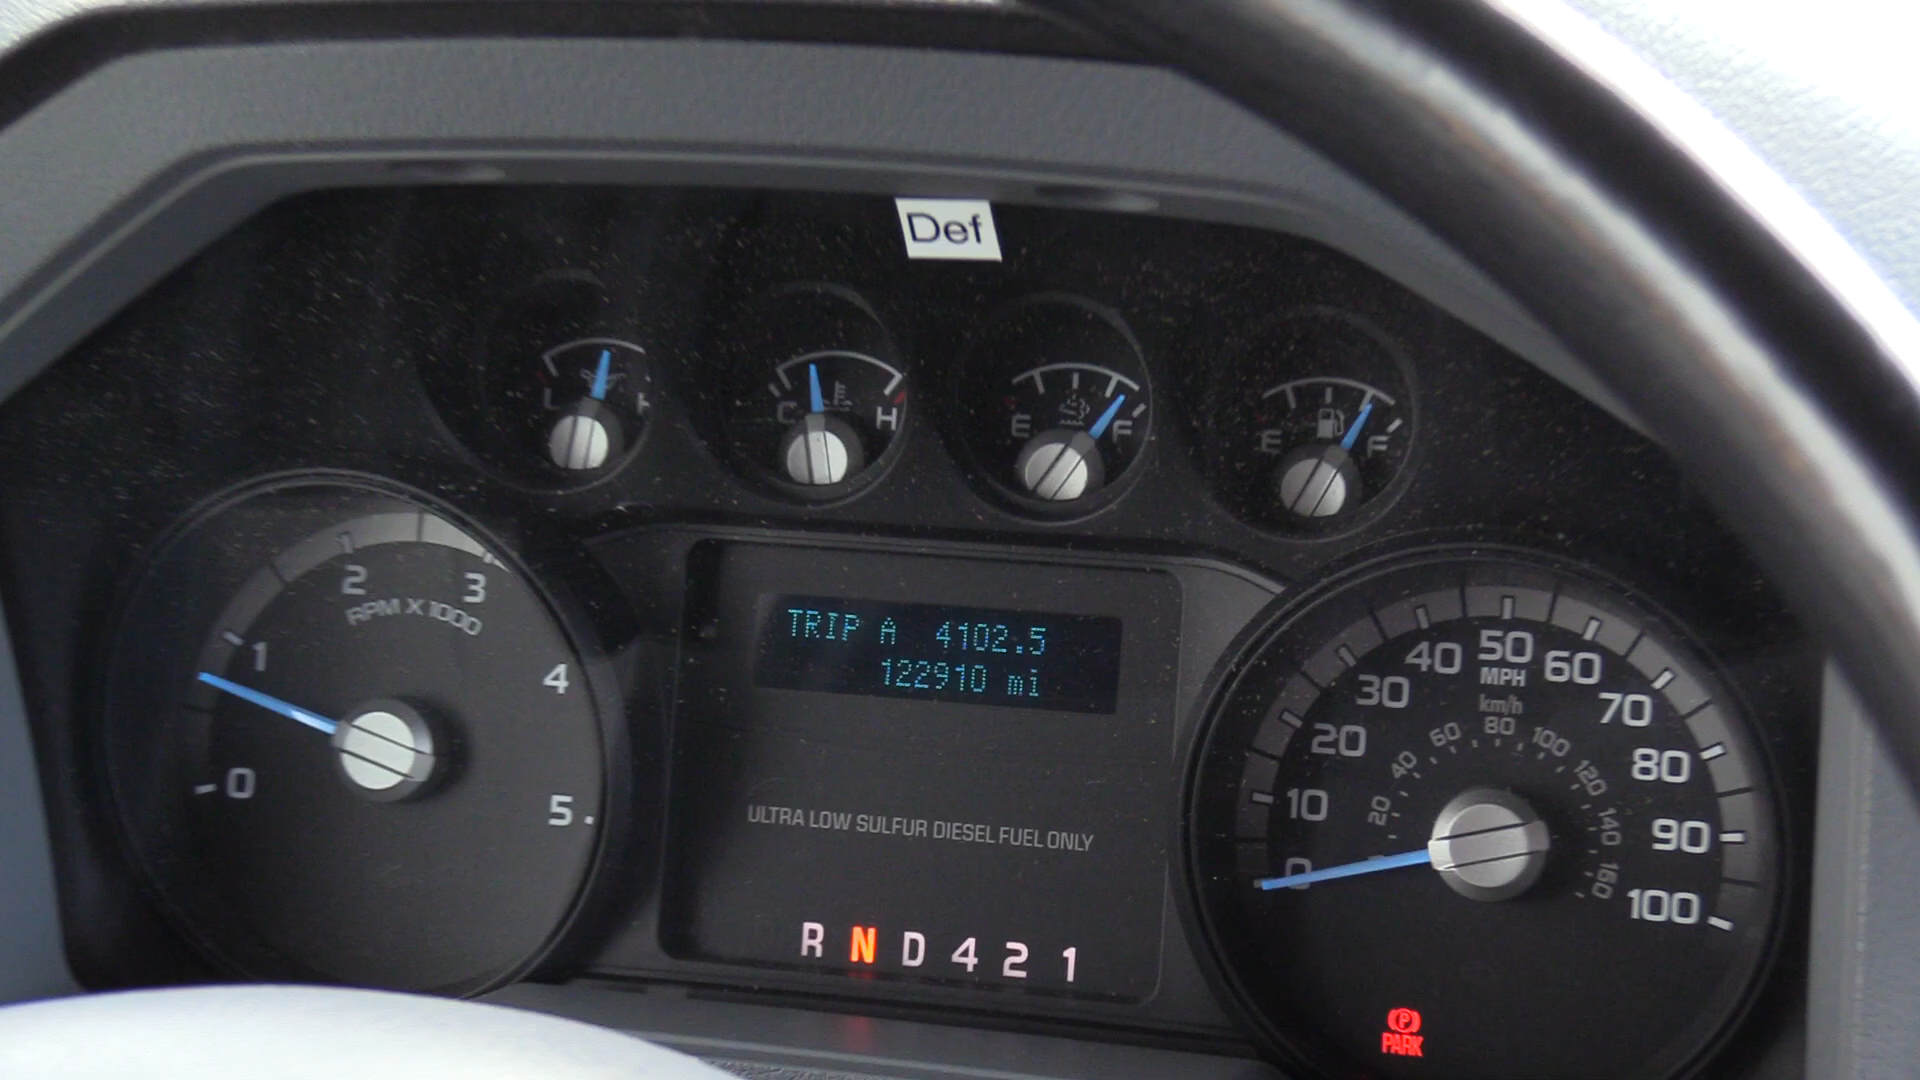 Def
L H
C H
E F
E F
0 1 2 3 4 5
RPM X 1000
TRIP A 4102.5
122910 mi
ULTRA LOW SULFUR DIESEL FUEL ONLY
R N D 4 2 1
0 10 20 30 40 50 60 70 80 90 100
MPH
km/h
20 40 60 80 100 120 140 160
P
PARK